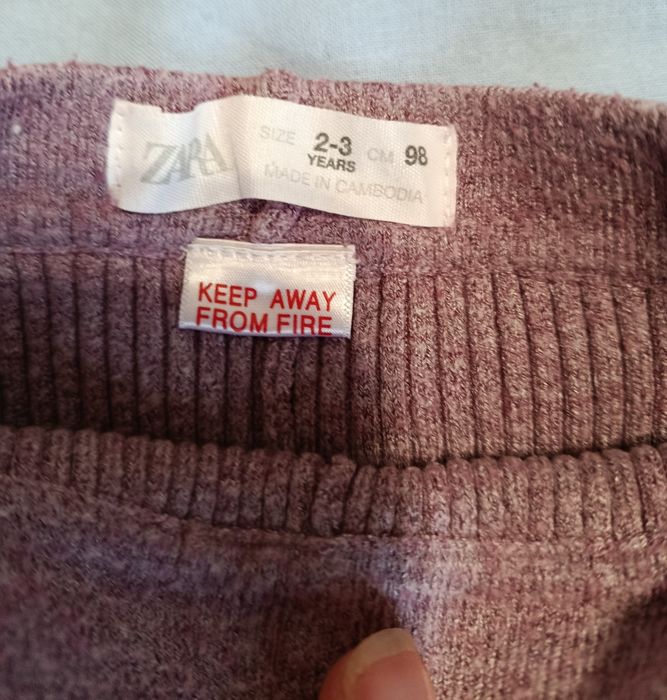 ZARA
SIZE 2-3 YEARS CM 98
MADE IN CAMBODIA
KEEP AWAY
FROM FIRE